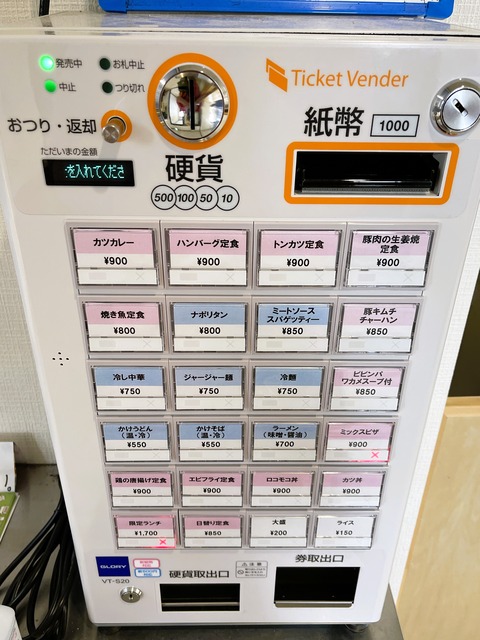 発売中
お札中止
中止
つり切れ
Ticket Vender
おつり・返却
紙幣
1000
ただいまの金額
を入れてくださ
硬貨
500 100 50 10
カツカレー
¥900
ハンバーグ定食
¥900
トンカツ定食
¥900
豚肉の生姜焼
定食
¥900
焼き魚定食
¥800
ナポリタン
¥800
ミートソース
スパゲッティー
¥850
豚キムチ
チャーハン
¥850
冷し中華
¥750
ジャージャー麺
¥750
冷麺
¥750
ビビンバ
ワカメスープ付
¥850
かけうどん
(温・冷)
¥550
かけそば
(温・冷)
¥550
ラーメン
(味噌・醤油)
¥700
ミックスピザ
¥900
鶏の唐揚げ定食
¥900
エビフライ定食
¥900
ロコモコ丼
¥900
カツ丼
¥900
限定ランチ
¥1,700
日替り定食
¥850
大盛
¥200
ライス
¥150
GLORY
VT-S20
硬貨取出口
券取出口